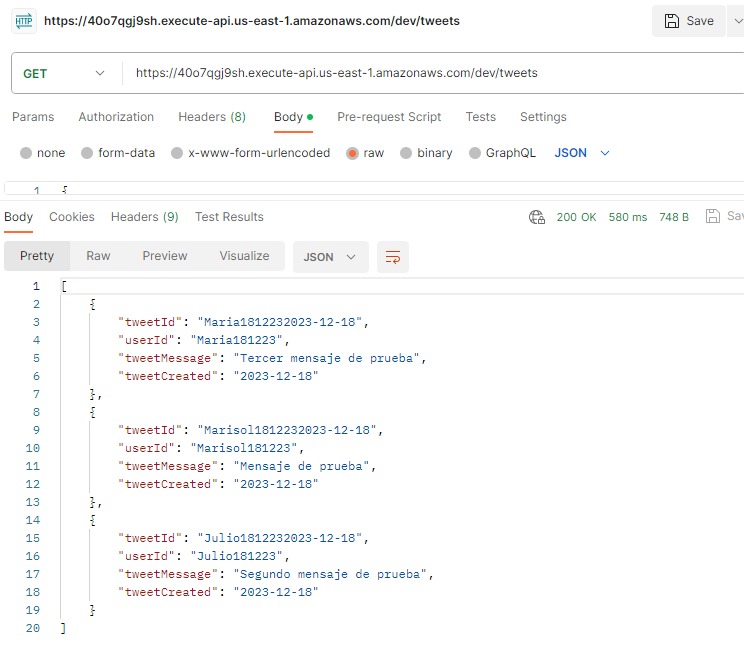 HTTP https://40o7qgj9sh.execute-api.us-east-1.amazonaws.com/dev/tweets Save
GET https://40o7qgj9sh.execute-api.us-east-1.amazonaws.com/dev/tweets
Params Authorization Headers (8) Body Pre-request Script Tests Settings
none form-data x-www-form-urlencoded raw binary GraphQL JSON
1 {
Body Cookies Headers (9) Test Results 200 OK 580 ms 748 B Sav
Pretty Raw Preview Visualize JSON
1 [
2 {
3 "tweetId": "Maria1812232023-12-18",
4 "userId": "Maria181223",
5 "tweetMessage": "Tercer mensaje de prueba",
6 "tweetCreated": "2023-12-18"
7 },
8 {
9 "tweetId": "Marisol1812232023-12-18",
10 "userId": "Marisol181223",
11 "tweetMessage": "Mensaje de prueba",
12 "tweetCreated": "2023-12-18"
13 },
14 {
15 "tweetId": "Julio1812232023-12-18",
16 "userId": "Julio181223",
17 "tweetMessage": "Segundo mensaje de prueba",
18 "tweetCreated": "2023-12-18"
19 }
20 ]